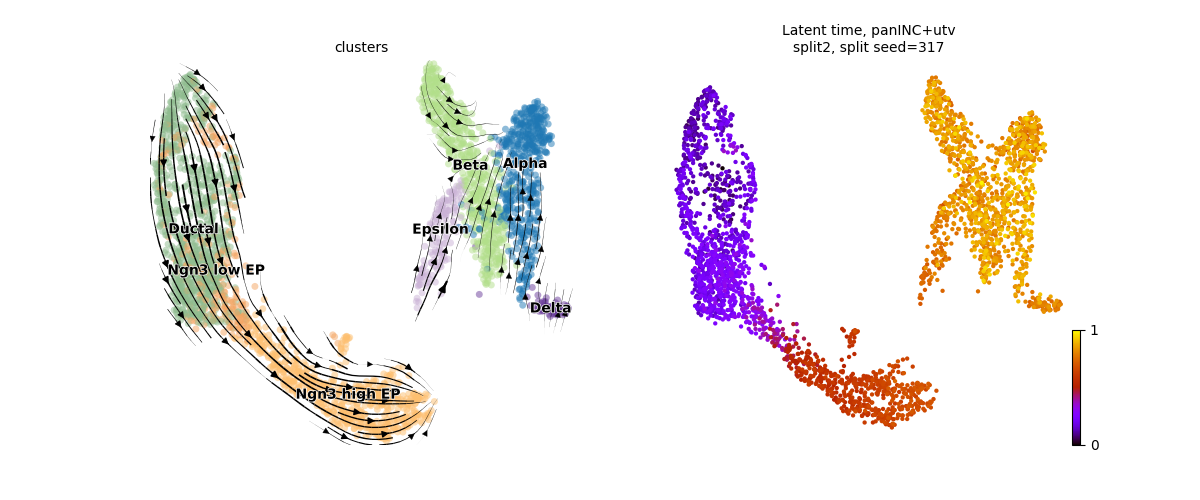 clusters
Ductal
Ngn3 low EP
Ngn3 high EP
Beta
Alpha
Epsilon
Delta
Latent time, panINC+utv
split2, split seed=317
1
0